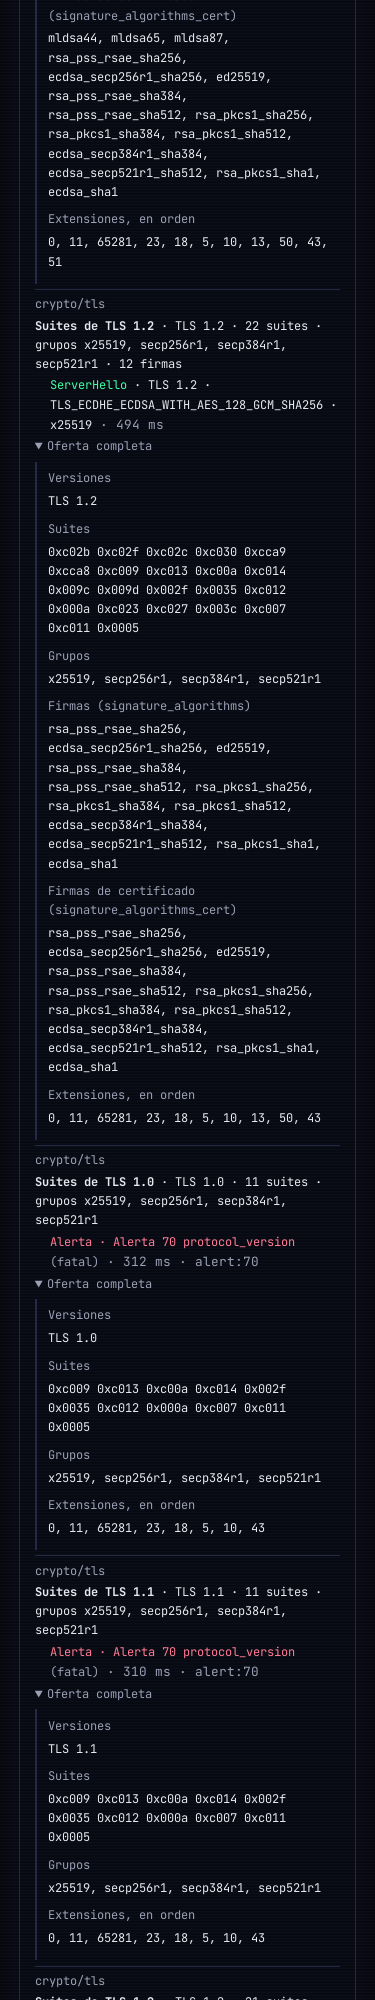 (signature_algorithms_cert)
mldsa44, mldsa65, mldsa87,
rsa_pss_rsae_sha256,
ecdsa_secp256r1_sha256, ed25519,
rsa_pss_rsae_sha384,
rsa_pss_rsae_sha512, rsa_pkcs1_sha256,
rsa_pkcs1_sha384, rsa_pkcs1_sha512,
ecdsa_secp384r1_sha384,
ecdsa_secp521r1_sha512, rsa_pkcs1_sha1,
ecdsa_sha1
Extensiones, en orden
0, 11, 65281, 23, 18, 5, 10, 13, 50, 43,
51
crypto/tls
Suites de TLS 1.2 · TLS 1.2 · 22 suites ·
grupos x25519, secp256r1, secp384r1,
secp521r1 · 12 firmas
ServerHello · TLS 1.2 ·
TLS_ECDHE_ECDSA_WITH_AES_128_GCM_SHA256 ·
x25519 · 494 ms
▼ Oferta completa
Versiones
TLS 1.2
Suites
0xc02b 0xc02f 0xc02c 0xc030 0xcca9
0xcca8 0xc009 0xc013 0xc00a 0xc014
0x009c 0x009d 0x002f 0x0035 0xc012
0x000a 0xc023 0xc027 0x003c 0xc007
0xc011 0x0005
Grupos
x25519, secp256r1, secp384r1, secp521r1
Firmas (signature_algorithms)
rsa_pss_rsae_sha256,
ecdsa_secp256r1_sha256, ed25519,
rsa_pss_rsae_sha384,
rsa_pss_rsae_sha512, rsa_pkcs1_sha256,
rsa_pkcs1_sha384, rsa_pkcs1_sha512,
ecdsa_secp384r1_sha384,
ecdsa_secp521r1_sha512, rsa_pkcs1_sha1,
ecdsa_sha1
Firmas de certificado
(signature_algorithms_cert)
rsa_pss_rsae_sha256,
ecdsa_secp256r1_sha256, ed25519,
rsa_pss_rsae_sha384,
rsa_pss_rsae_sha512, rsa_pkcs1_sha256,
rsa_pkcs1_sha384, rsa_pkcs1_sha512,
ecdsa_secp384r1_sha384,
ecdsa_secp521r1_sha512, rsa_pkcs1_sha1,
ecdsa_sha1
Extensiones, en orden
0, 11, 65281, 23, 18, 5, 10, 13, 50, 43
crypto/tls
Suites de TLS 1.0 · TLS 1.0 · 11 suites ·
grupos x25519, secp256r1, secp384r1,
secp521r1
Alerta · Alerta 70 protocol_version
(fatal) · 312 ms · alert:70
▼ Oferta completa
Versiones
TLS 1.0
Suites
0xc009 0xc013 0xc00a 0xc014 0x002f
0x0035 0xc012 0x000a 0xc007 0xc011
0x0005
Grupos
x25519, secp256r1, secp384r1, secp521r1
Extensiones, en orden
0, 11, 65281, 23, 18, 5, 10, 43
crypto/tls
Suites de TLS 1.1 · TLS 1.1 · 11 suites ·
grupos x25519, secp256r1, secp384r1,
secp521r1
Alerta · Alerta 70 protocol_version
(fatal) · 310 ms · alert:70
▼ Oferta completa
Versiones
TLS 1.1
Suites
0xc009 0xc013 0xc00a 0xc014 0x002f
0x0035 0xc012 0x000a 0xc007 0xc011
0x0005
Grupos
x25519, secp256r1, secp384r1, secp521r1
Extensiones, en orden
0, 11, 65281, 23, 18, 5, 10, 43
crypto/tls